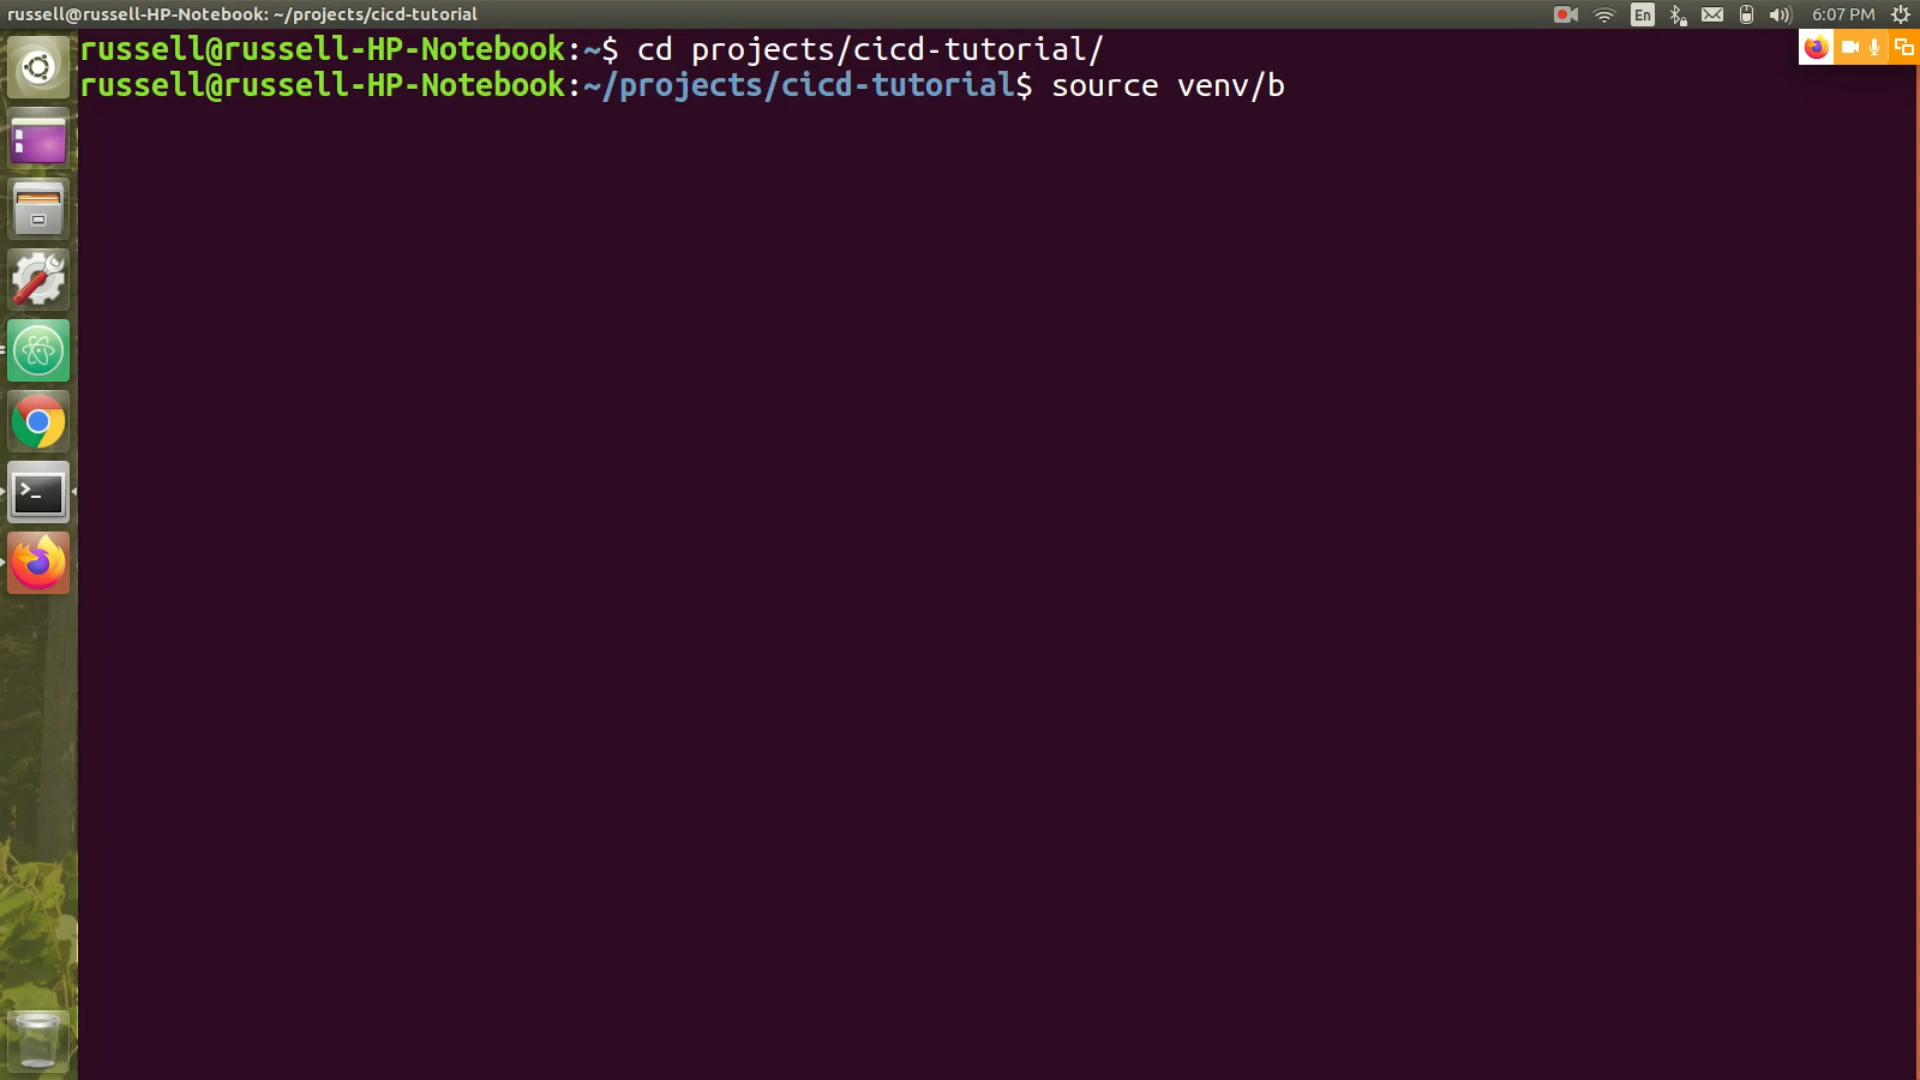 russell@russell-HP-Notebook: ~/projects/cicd-tutorial
En
6:07 PM
russell@russell-HP-Notebook:~$ cd projects/cicd-tutorial/
russell@russell-HP-Notebook:~/projects/cicd-tutorial$ source venv/b